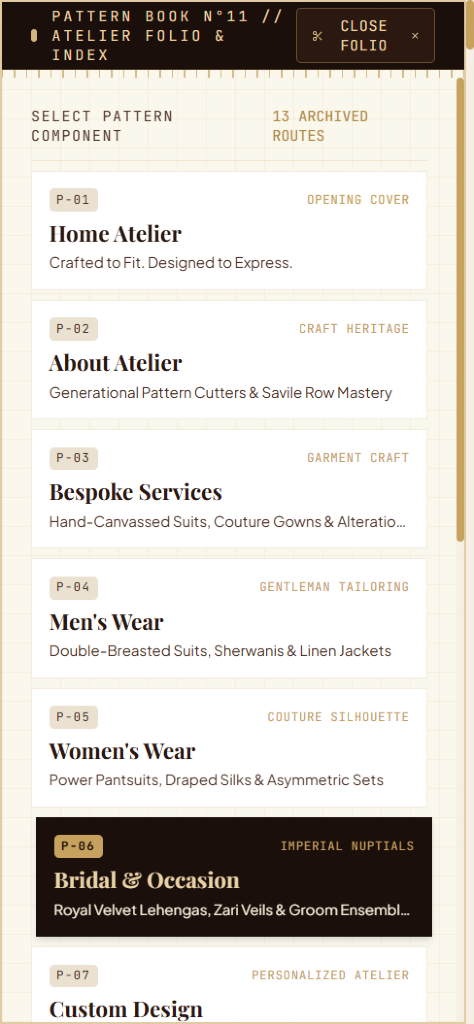 PATTERN BOOK N°11 //
ATELIER FOLIO &
INDEX
CLOSE
FOLIO
×
SELECT PATTERN
COMPONENT
13 ARCHIVED
ROUTES
P-01
OPENING COVER
Home Atelier
Crafted to Fit. Designed to Express.
P-02
CRAFT HERITAGE
About Atelier
Generational Pattern Cutters & Savile Row Mastery
P-03
GARMENT CRAFT
Bespoke Services
Hand-Canvassed Suits, Couture Gowns & Alteratio...
P-04
GENTLEMAN TAILORING
Men's Wear
Double-Breasted Suits, Sherwanis & Linen Jackets
P-05
COUTURE SILHOUETTE
Women's Wear
Power Pantsuits, Draped Silks & Asymmetric Sets
P-06
IMPERIAL NUPTIALS
Bridal & Occasion
Royal Velvet Lehengas, Zari Veils & Groom Ensembl...
P-07
PERSONALIZED ATELIER
Custom Design